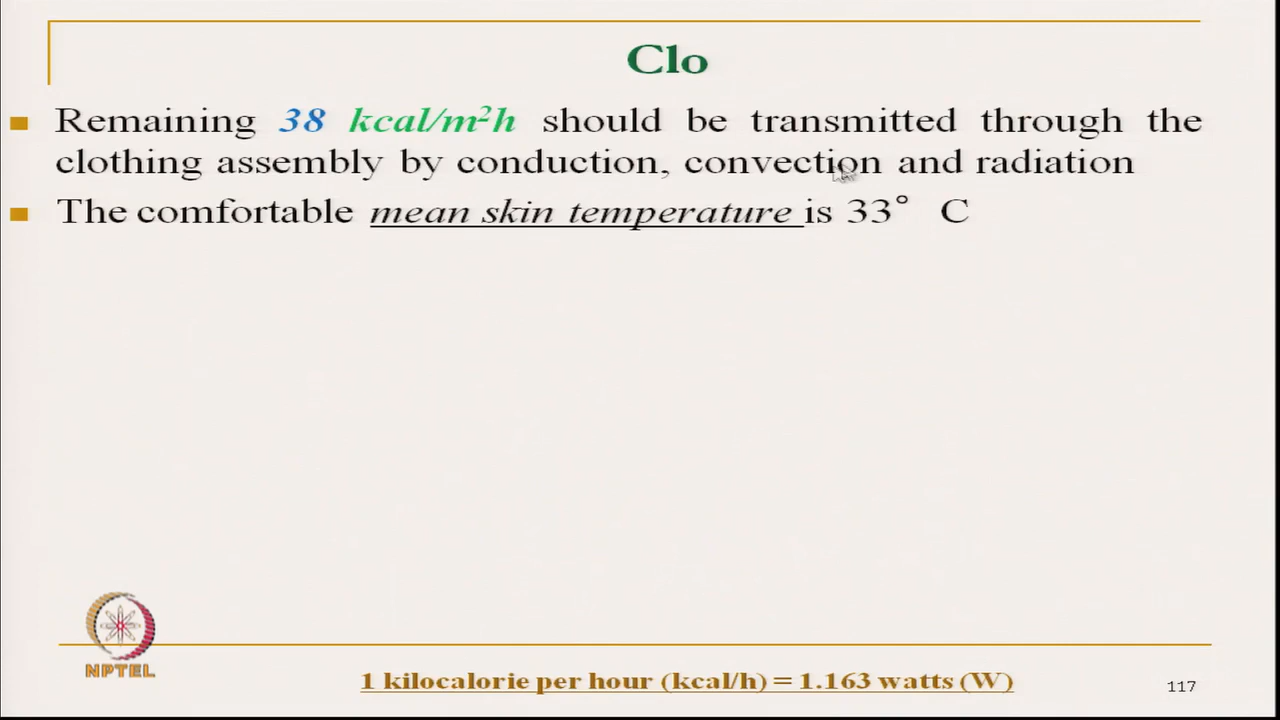 Clo
Remaining 38 kcal/m²h should be transmitted through the
clothing assembly by conduction, convection and radiation
The comfortable mean skin temperature is 33° C
NPTEL
1 kilocalorie per hour (kcal/h) = 1.163 watts (W)
117